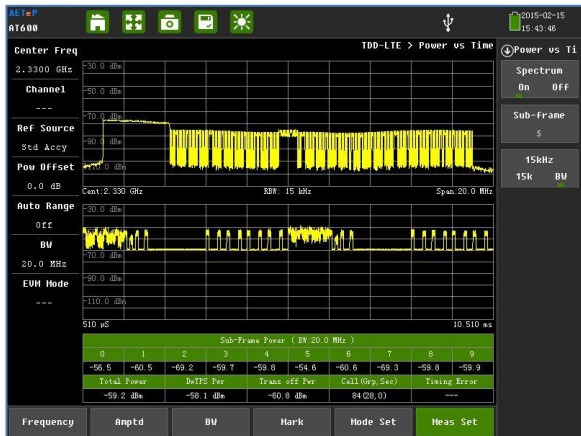 AETeP
AT600
2015-02-15
15:43:46
Center Freq
2.3300 GHz
Channel
---
Ref Source
Std Accy
Pow Offset
0.0 dB
Auto Range
Off
BW
20.0 MHz
EVM Mode
---
TDD-LTE > Power vs Time
-30.0 dBm
-50.0 dBm
-70.0 dBm
-90.0 dBm
Cent:2.330 GHz RBW: 15 kHz Span:20.0 MHz
-30.0 dBm
-70.0 dBm
-90.0 dBm
-110.0 dBm
510 µS 10.510 ms
Sub-Frame Power ( BW:20.0 MHz )
0 1 2 3 4 5 6 7 8 9
-56.5 -60.5 -69.2 -59.7 -59.8 -54.6 -60.6 -69.3 -59.8 -59.9
Total Power DwTPS Pwr Trans off Pwr Cell(Grp,Sec) Timing Error
-59.2 dBm -58.1 dBm -60.8 dBm 84(28,0) ---
Power vs Ti
Spectrum
On Off
Sub-frame
5
15kHz
15k BW
Frequency Amptd BW Mark Mode Set Meas Set